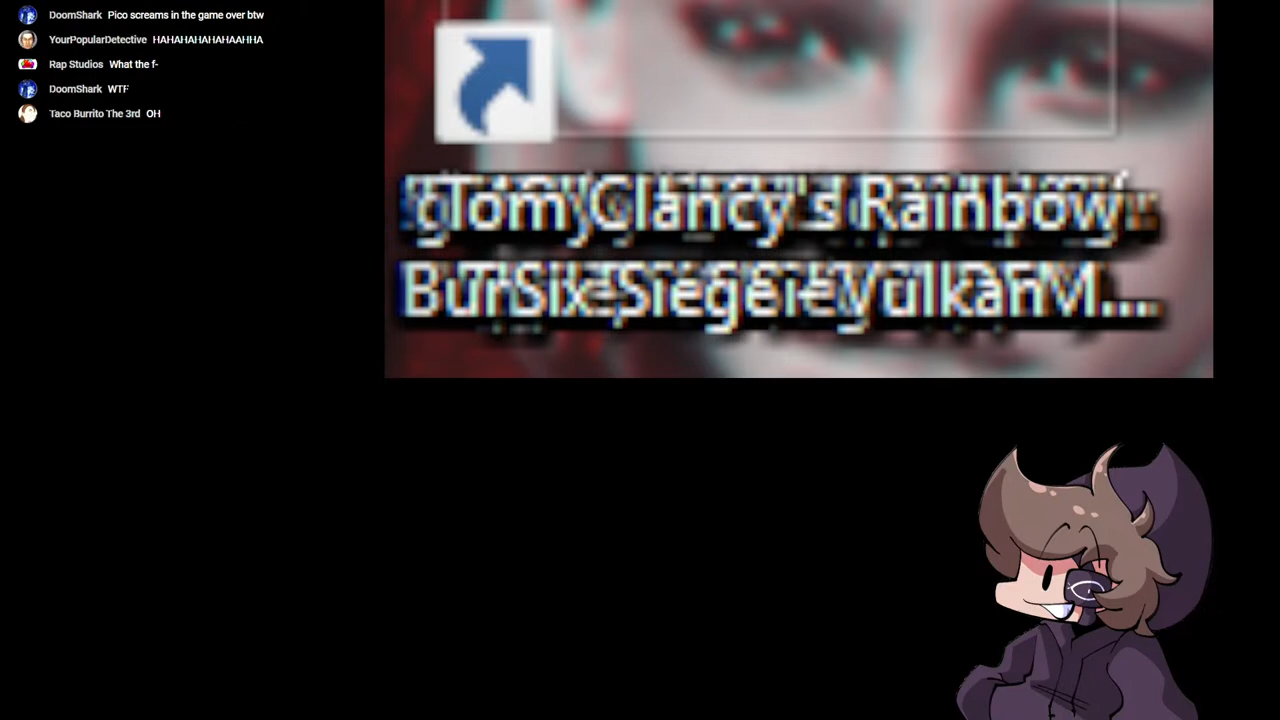 DoomShark Pico screams in the game over btw
YourPopularDetective HAHAHAHAHAHAAHHA
Rap Studios What the f-
DoomShark WTF
Taco Burrito The 3rd OH
Tom Clancy's Rainbow
Six Siege Vulkan